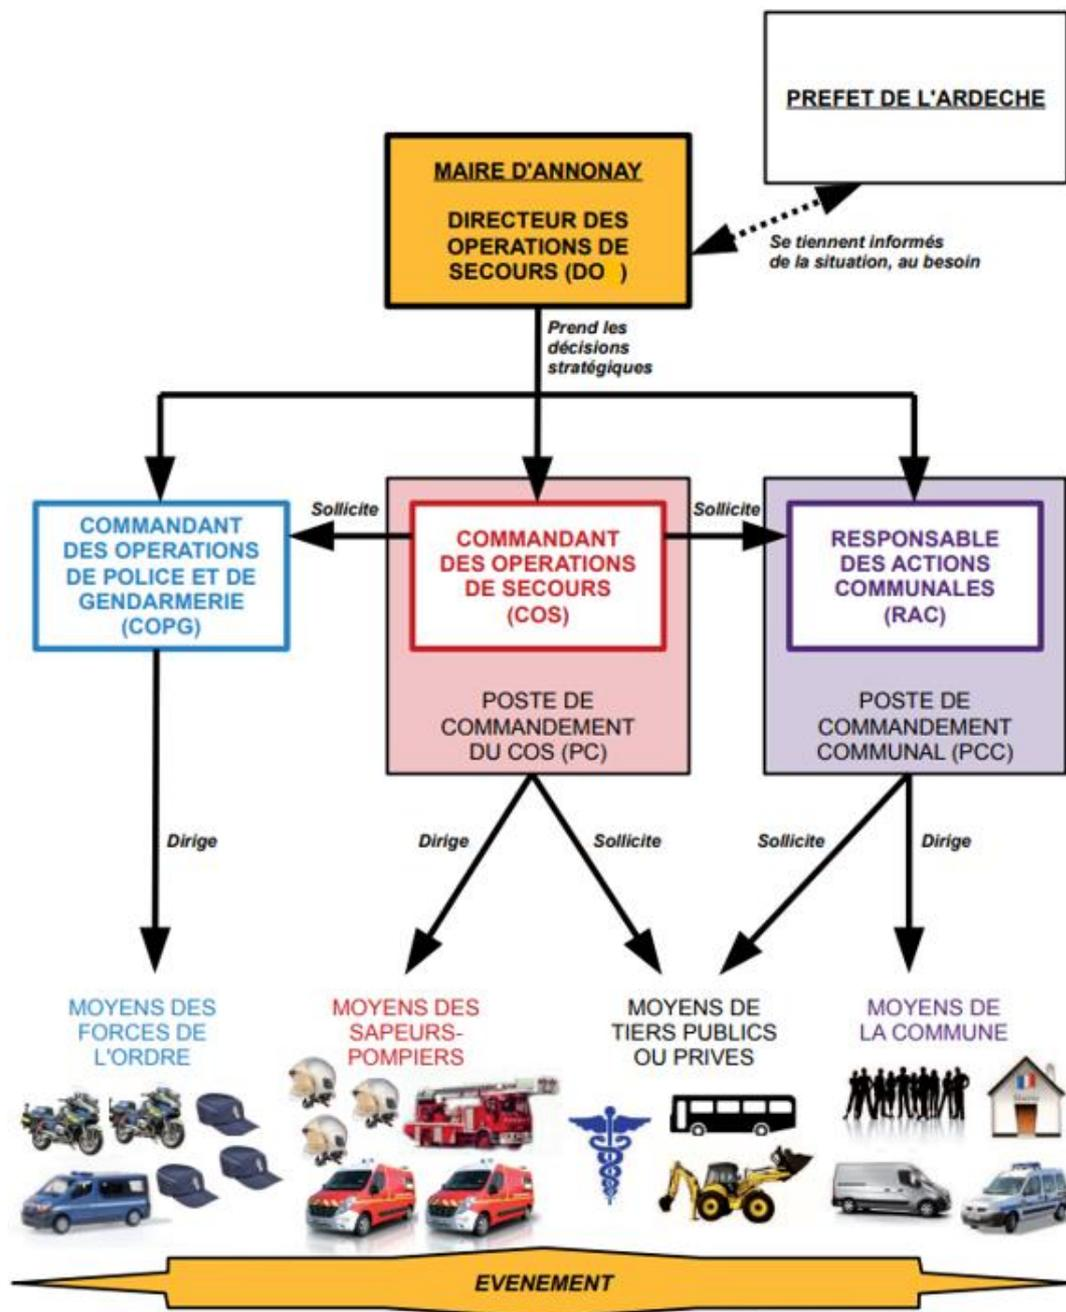 PREFET DE L'ARDECHE
MAIRE D'ANNONAY
DIRECTEUR DES
OPERATIONS DE
SECOURS (DO )
Se tiennent informés
de la situation, au besoin
Prend les
décisions
stratégiques
COMMANDANT
DES OPERATIONS
DE POLICE ET DE
GENDARMERIE
(COPG)
Sollicite
COMMANDANT
DES OPERATIONS
DE SECOURS
(COS)
Sollicite
RESPONSABLE
DES ACTIONS
COMMUNALES
(RAC)
POSTE DE
COMMANDEMENT
DU COS (PC)
POSTE DE
COMMANDEMENT
COMMUNAL (PCC)
Dirige
Dirige
Sollicite
Sollicite
Dirige
MOYENS DES
FORCES DE
L'ORDRE
MOYENS DES
SAPEURS-
POMPIERS
MOYENS DE
TIERS PUBLICS
OU PRIVES
MOYENS DE
LA COMMUNE
Mairie
EVENEMENT